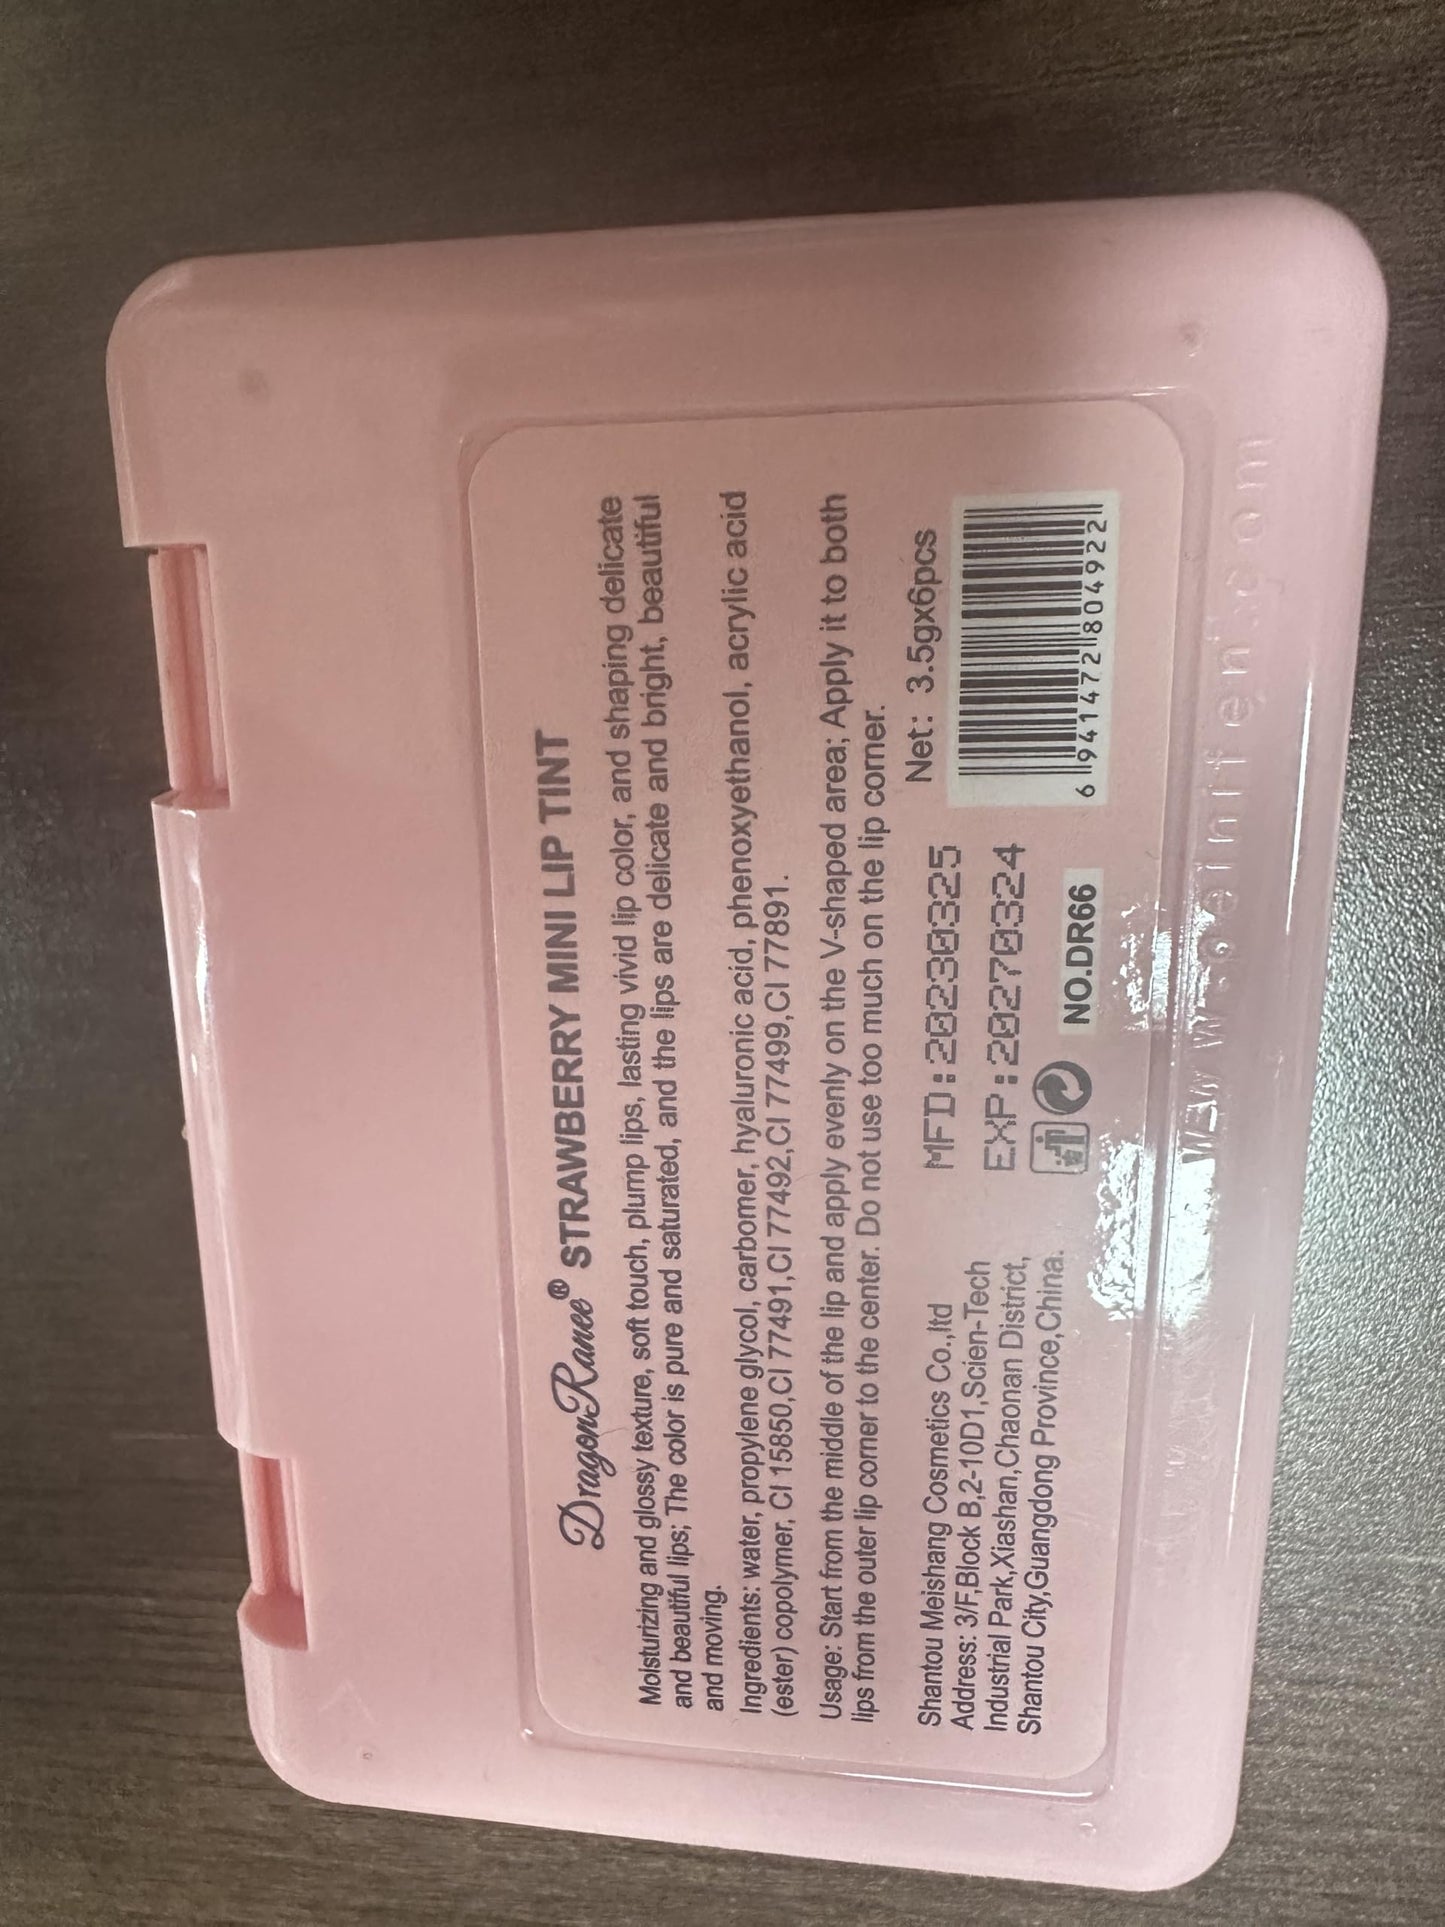 DragonRanee® STRAWBERRY MINI LIP TINT
Moisturizing and glossy texture, soft touch, plump lips, lasting vivid lip color, and shaping delicate
and beautiful lips; The color is pure and saturated, and the lips are delicate and bright, beautiful
and moving.
Ingredients: water, propylene glycol, carbomer, hyaluronic acid, phenoxyethanol, acrylic acid
(ester) copolymer, CI 15850,CI 77491,CI 77492,CI 77499,CI 77891.
Usage: Start from the middle of the lip and apply evenly on the V-shaped area; Apply it to both
lips from the outer lip corner to the center. Do not use too much on the lip corner.
Shantou Meishang Cosmetics Co.,ltd
Address: 3/F,Block B,2-10D1,Scien-Tech
Industrial Park,Xiashan,Chaonan District,
Shantou City,Guangdong Province,China.
MFD:20230325
EXP:20270324
NO.DR66
Net: 3.5gx6pcs
6 941472 804922